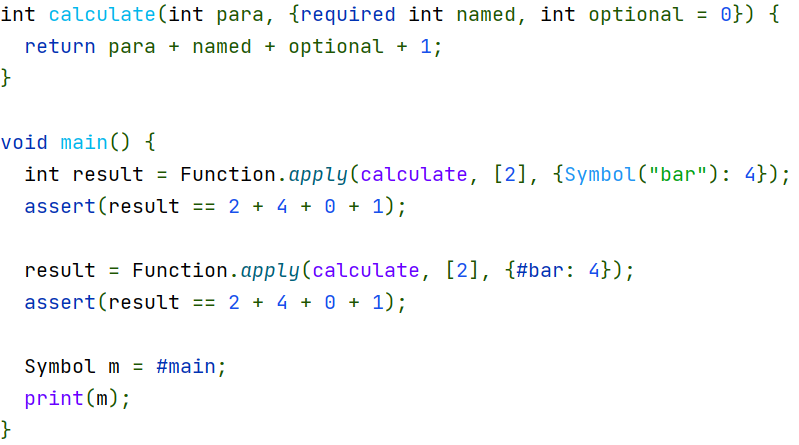 int calculate(int para, {required int named, int optional = 0}) {
  return para + named + optional + 1;
}

void main() {
  int result = Function.apply(calculate, [2], {Symbol("bar"): 4});
  assert(result == 2 + 4 + 0 + 1);

  result = Function.apply(calculate, [2], {#bar: 4});
  assert(result == 2 + 4 + 0 + 1);

  Symbol m = #main;
  print(m);
}